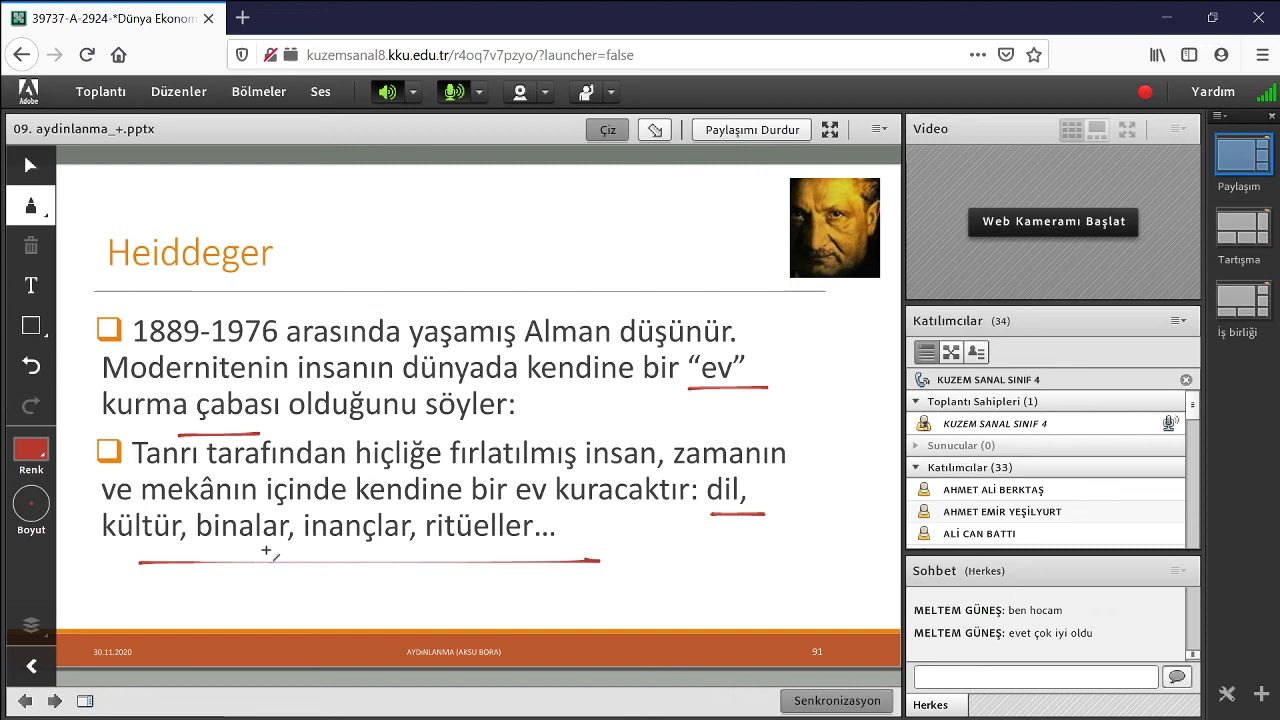 39737-A-2924-*Dünya Ekonom
kuzemsanal8.kku.edu.tr/r4oq7v7pzyo/?launcher=false
Adobe
Toplantı Düzenler Bölmeler Ses Yardım
09. aydinlanma_+.pptx Çiz Paylaşımı Durdur
Heiddeger
1889-1976 arasında yaşamış Alman düşünür.
Modernitenin insanın dünyada kendine bir “ev”
kurma çabası olduğunu söyler:
Tanrı tarafından hiçliğe fırlatılmış insan, zamanın
ve mekânın içinde kendine bir ev kuracaktır: dil,
kültür, binalar, inançlar, ritüeller…
30.11.2020 AYDıNLANMA (AKSU BORA) 91
Renk
Boyut
Senkronizasyon
Video
Web Kameramı Başlat
Katılımcılar (34)
KUZEM SANAL SINIF 4
Toplantı Sahipleri (1)
KUZEM SANAL SINIF 4
Sunucular (0)
Katılımcılar (33)
AHMET ALİ BERKTAŞ
AHMET EMİR YEŞİLYURT
ALİ CAN BATTI
Sohbet (Herkes)
MELTEM GÜNEŞ: ben hocam
MELTEM GÜNEŞ: evet çok iyi oldu
Herkes
Paylaşım
Tartışma
İş birliği